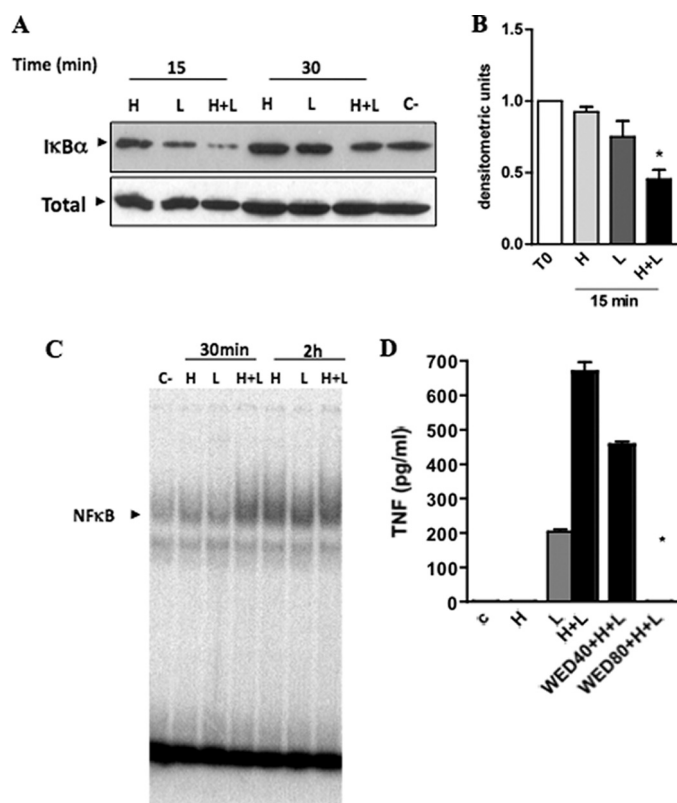 A
Time (min) 15 30
H L H+L H L H+L C-
IκBα
Total
B
densitometric units
1.5
1.0
0.5
0.0
*
T0 H L H+L
15 min
C
30min 2h
C- H L H+L H L H+L
NFκB
D
TNF (pg/ml)
700
600
500
400
300
200
100
0
*
c H L H+L WED40+H+L WED80+H+L